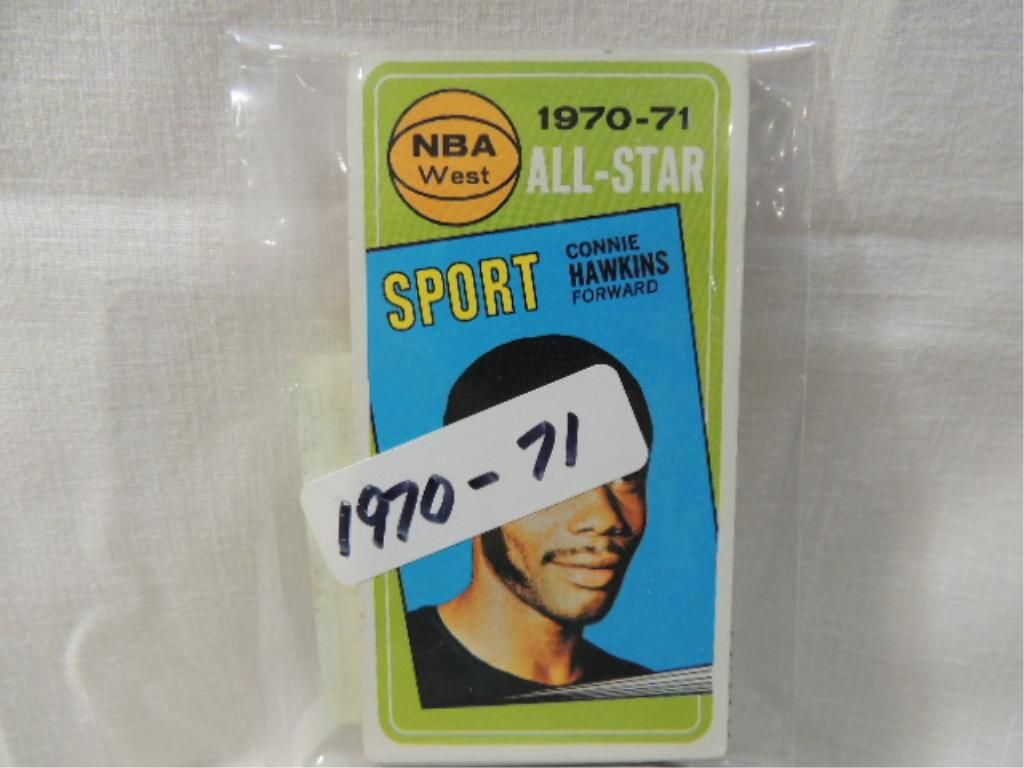 NBA
West
1970-71
ALL-STAR
SPORT
CONNIE
HAWKINS
FORWARD
1970-71